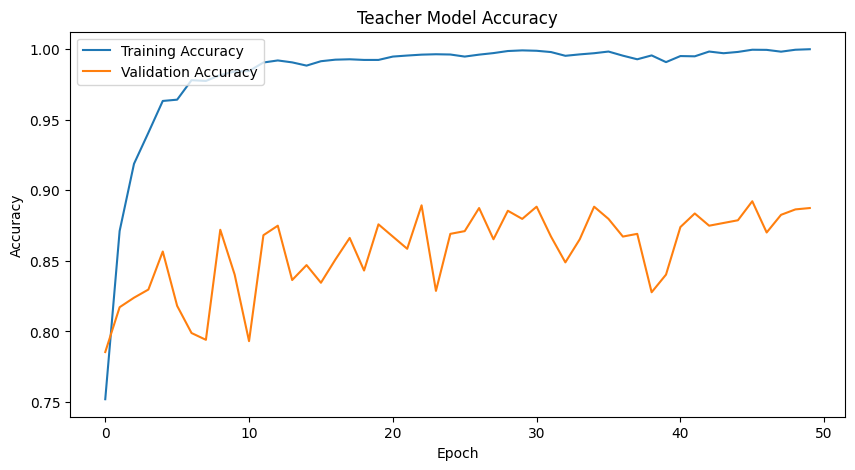 Teacher Model Accuracy
Training Accuracy
Validation Accuracy
Accuracy
1.00
0.95
0.90
0.85
0.80
0.75
0 10 20 30 40 50
Epoch